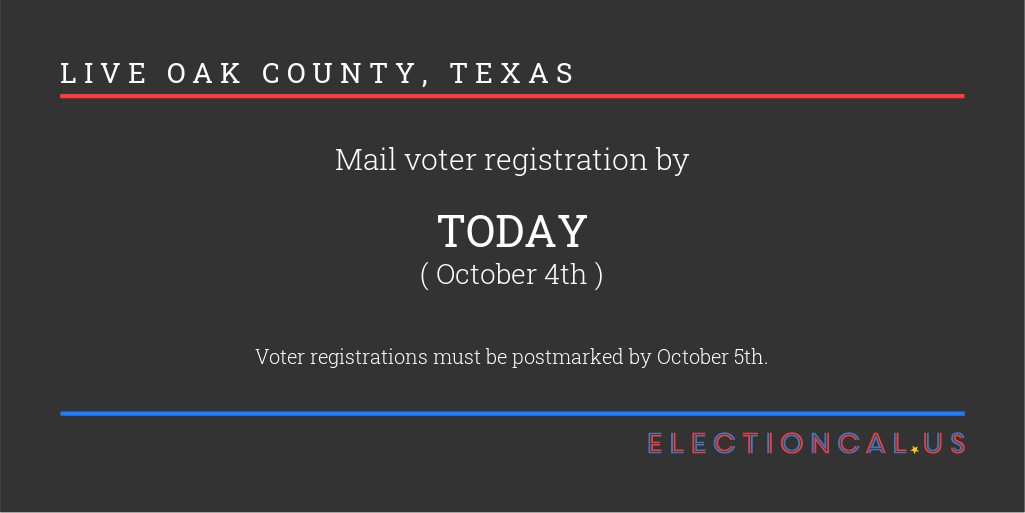 LIVE OAK COUNTY, TEXAS
Mail voter registration by
TODAY
( October 4th )
Voter registrations must be postmarked by October 5th.
ELECTIONCAL.US